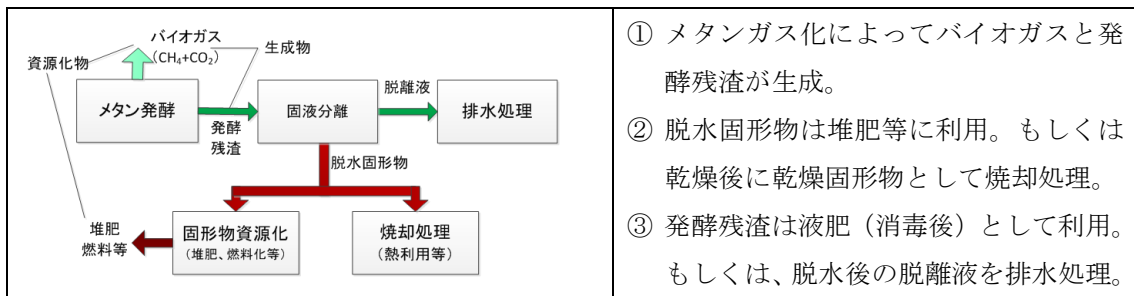 バイオガス
(CH₄+CO₂)
生成物
資源化物
メタン発酵
発酵
残渣
固液分離
脱離液
排水処理
脱水固形物
堆肥
燃料等
固形物資源化
(堆肥、燃料化等)
焼却処理
(熱利用等)
① メタンガス化によってバイオガスと発
酵残渣が生成。
② 脱水固形物は堆肥等に利用。もしくは
乾燥後に乾燥固形物として焼却処理。
③ 発酵残渣は液肥（消毒後）として利用。
もしくは、脱水後の脱離液を排水処理。